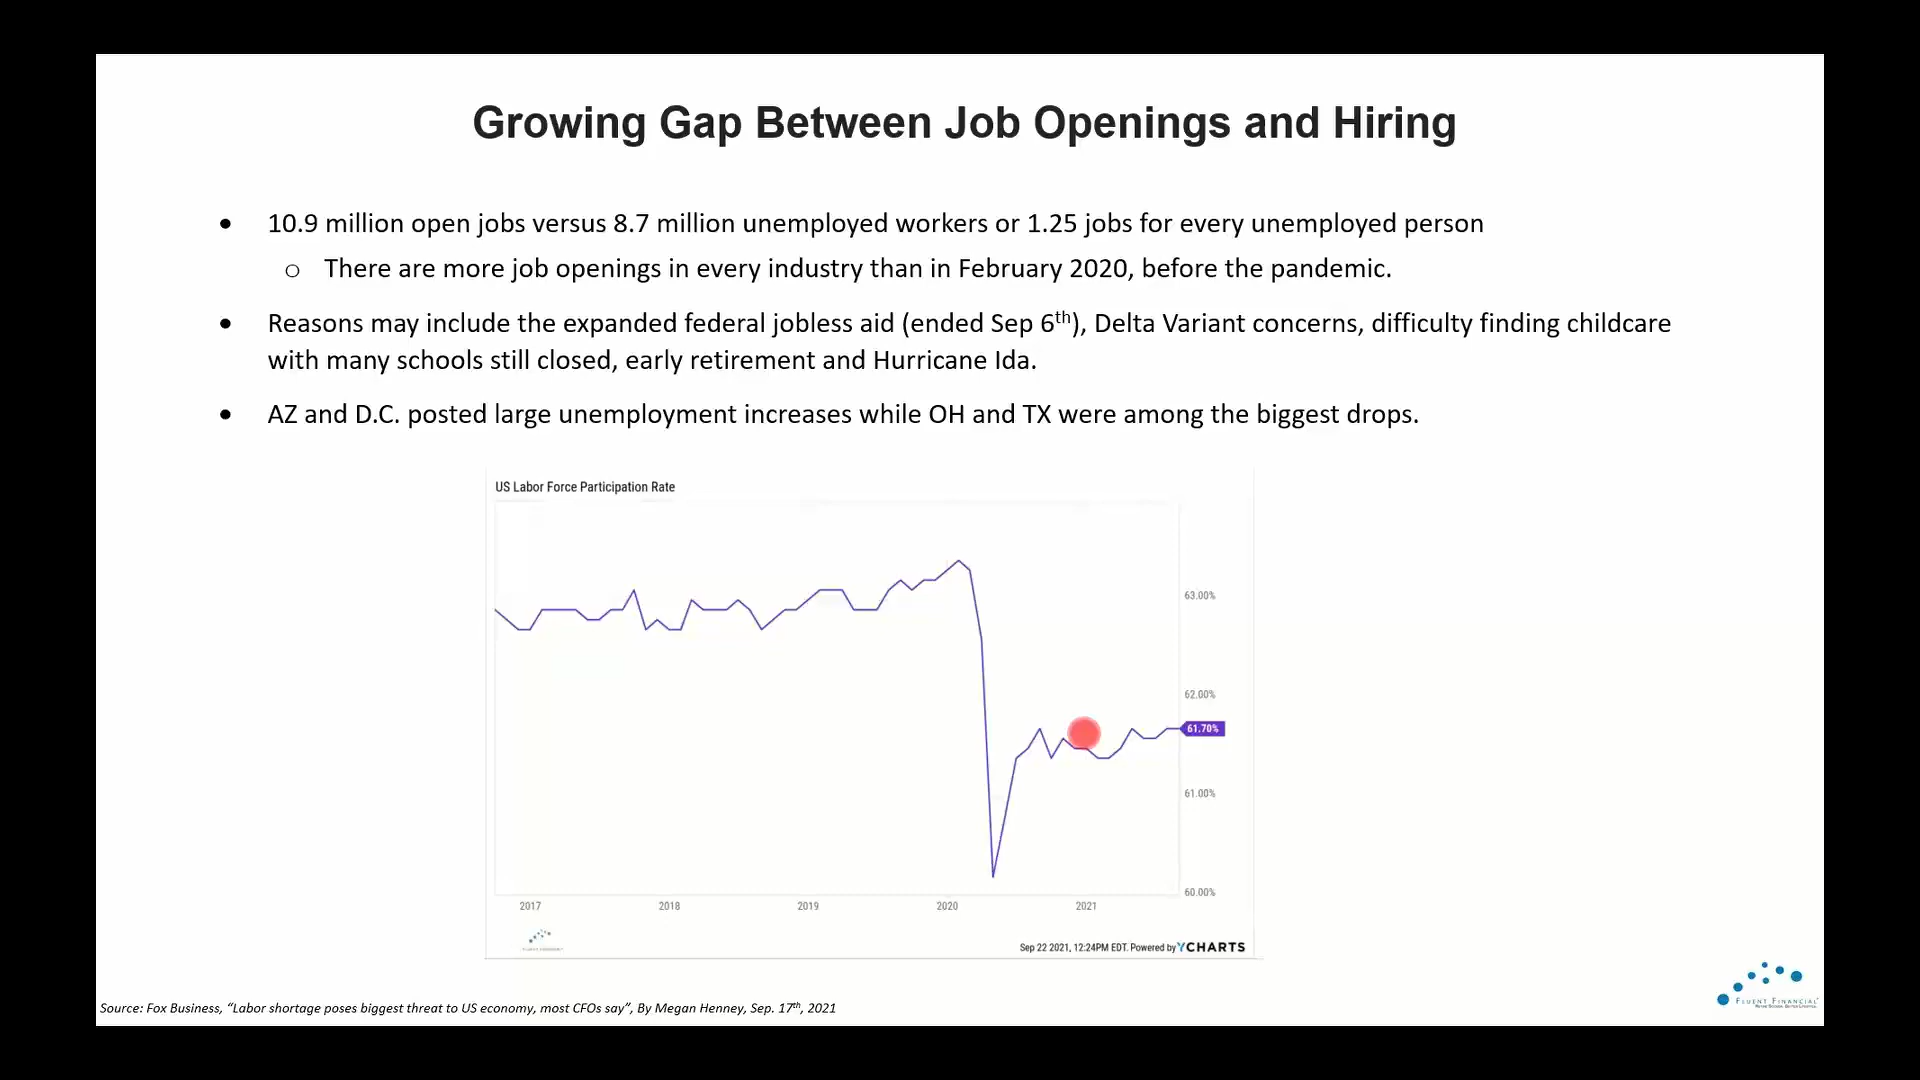 Growing Gap Between Job Openings and Hiring
• 10.9 million open jobs versus 8.7 million unemployed workers or 1.25 jobs for every unemployed person
o There are more job openings in every industry than in February 2020, before the pandemic.
• Reasons may include the expanded federal jobless aid (ended Sep 6th), Delta Variant concerns, difficulty finding childcare
with many schools still closed, early retirement and Hurricane Ida.
• AZ and D.C. posted large unemployment increases while OH and TX were among the biggest drops.
US Labor Force Participation Rate
63.00%
62.00%
61.70%
61.00%
60.00%
2017 2018 2019 2020 2021
Sep 22 2021, 12:24PM EDT. Powered by YCHARTS
FLUENT FINANCIAL
Source: Fox Business, “Labor shortage poses biggest threat to US economy, most CFOs say”, By Megan Henney, Sep. 17th, 2021